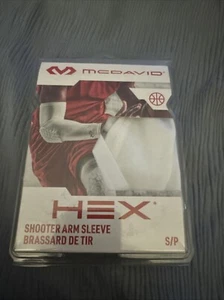 McDAVID
HEX®
SHOOTER ARM SLEEVE
BRASSARD DE TIR
S/P